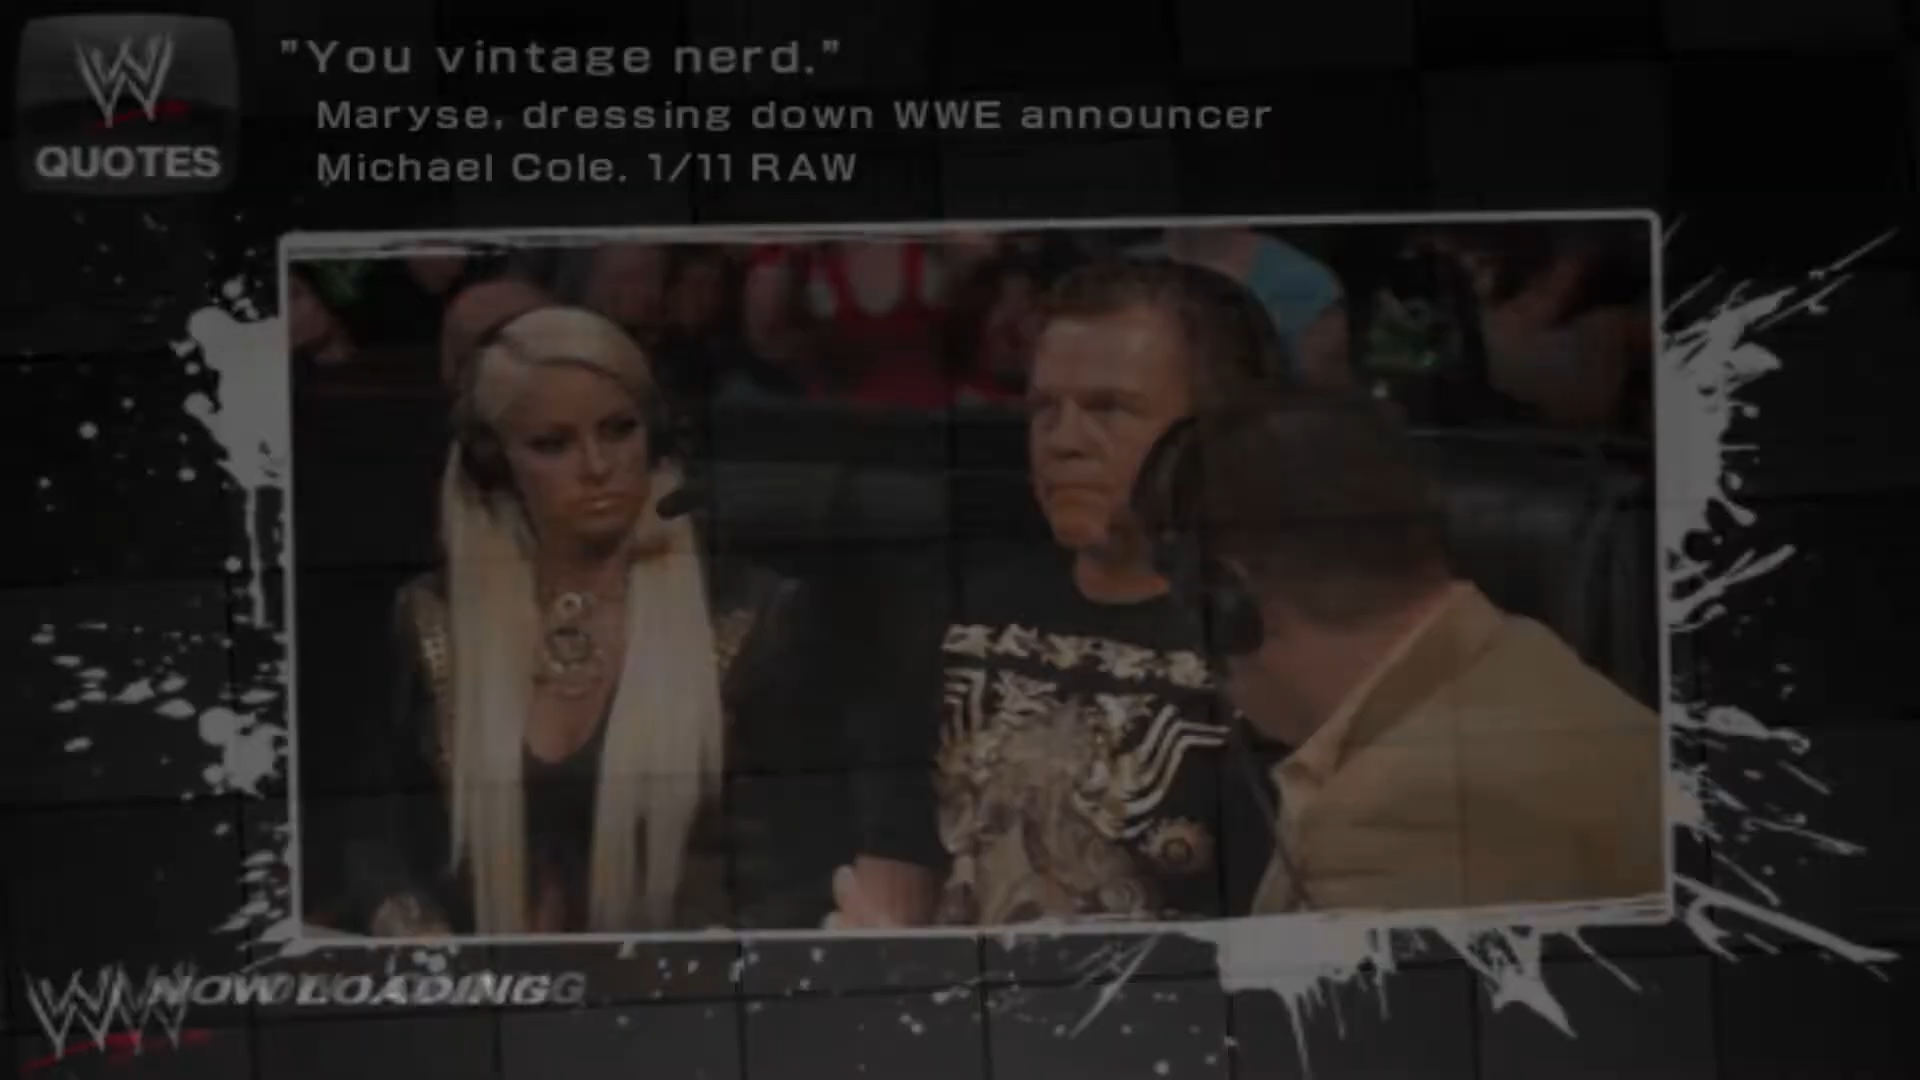 "You vintage nerd."
Maryse, dressing down WWE announcer
Michael Cole. 1/11 RAW
QUOTES
NOW LOADING